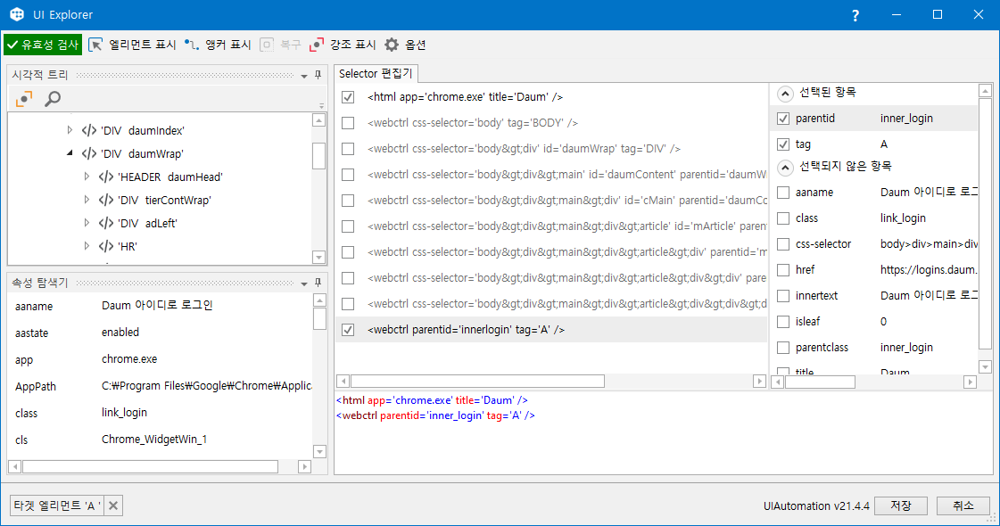 UI Explorer
?
유효성 검사 엘리먼트 표시 앵커 표시 복구 강조 표시 옵션
시각적 트리
</> 'DIV daumIndex'
</> 'DIV daumWrap'
</> 'HEADER daumHead'
</> 'DIV tierContWrap'
</> 'DIV adLeft'
</> 'HR'
속성 탐색기
aaname Daum 아이디로 로그인
aastate enabled
app chrome.exe
AppPath C:₩Program Files₩Google₩Chrome₩Applica
class link_login
cls Chrome_WidgetWin_1
Selector 편집기
<html app='chrome.exe' title='Daum' />
<webctrl css-selector='body' tag='BODY' />
<webctrl css-selector='body&gt;div' id='daumWrap' tag='DIV' />
<webctrl css-selector='body&gt;div&gt;main' id='daumContent' parentid='daumW
<webctrl css-selector='body&gt;div&gt;main&gt;div' id='cMain' parentid='daumCo
<webctrl css-selector='body&gt;div&gt;main&gt;div&gt;article' id='mArticle' paren
<webctrl css-selector='body&gt;div&gt;main&gt;div&gt;article&gt;div' parentid='m
<webctrl css-selector='body&gt;div&gt;main&gt;div&gt;article&gt;div&gt;div' pare
<webctrl css-selector='body&gt;div&gt;main&gt;div&gt;article&gt;div&gt;div&gt;d
<webctrl parentid='innerlogin' tag='A' />
선택된 항목
parentid inner_login
tag A
선택되지 않은 항목
aaname Daum 아이디로 로그
class link_login
css-selector body>div>main>div
href https://logins.daum.
innertext Daum 아이디로 로그
isleaf 0
parentclass inner_login
title Daum
<html app='chrome.exe' title='Daum' />
<webctrl parentid='inner_login' tag='A' />
타겟 엘리먼트 'A '
UIAutomation v21.4.4 저장 취소